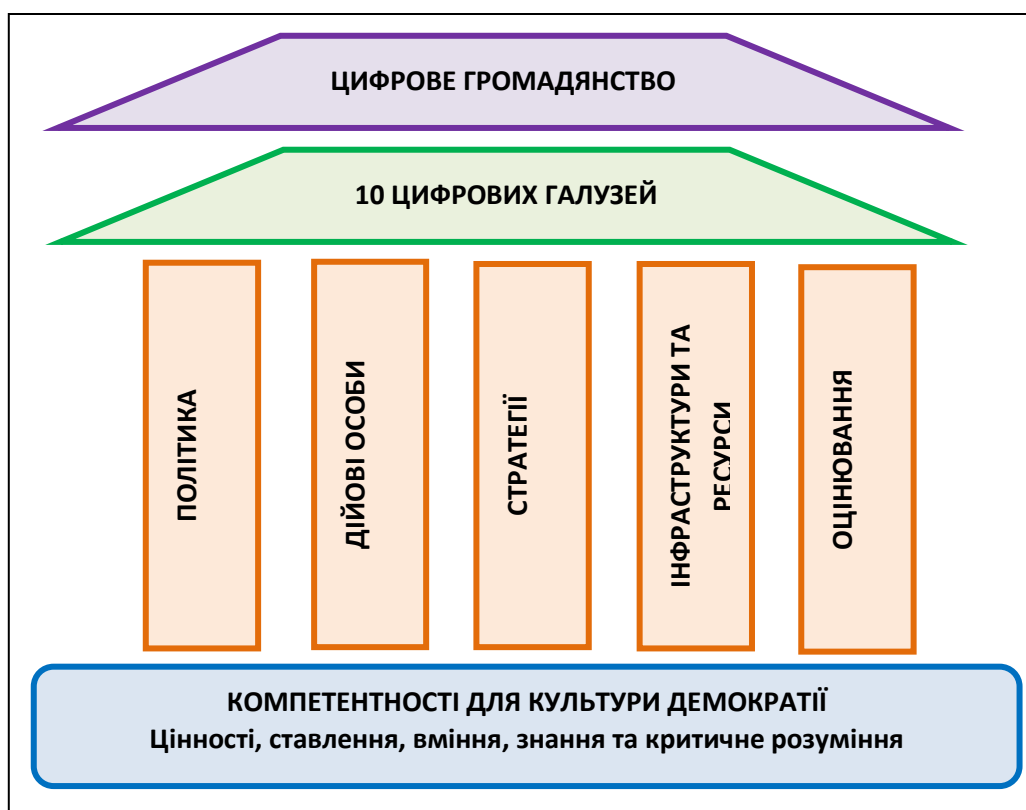 ЦИФРОВЕ ГРОМАДЯНСТВО
10 ЦИФРОВИХ ГАЛУЗЕЙ
ПОЛІТИКА
ДІЙОВІ ОСОБИ
СТРАТЕГІЇ
ІНФРАСТРУКТУРИ ТА
РЕСУРСИ
ОЦІНЮВАННЯ
КОМПЕТЕНТНОСТІ ДЛЯ КУЛЬТУРИ ДЕМОКРАТІЇ
Цінності, ставлення, вміння, знання та критичне розуміння